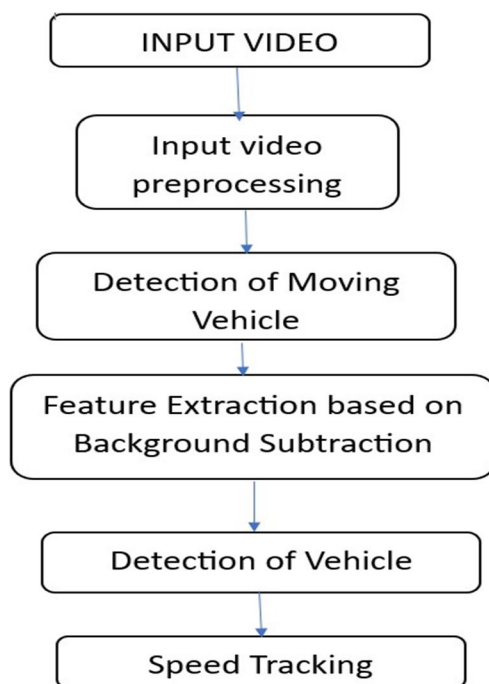 INPUT VIDEO
Input video
preprocessing
Detection of Moving
Vehicle
Feature Extraction based on
Background Subtraction
Detection of Vehicle
Speed Tracking